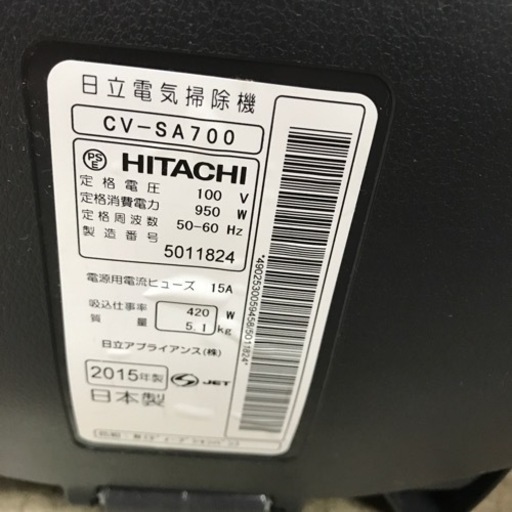 日立電気掃除機
CV-SA700
PS E HITACHI
定格電圧 100 V
定格消費電力 950 W
定格周波数 50-60 Hz
製造番号 5011824
電源用電流ヒューズ 15A
吸込仕事率 420 W
質量 5.1 kg
日立アプライアンス(株)
2015年製 S JET
日本製
*4902530059458/5011824*